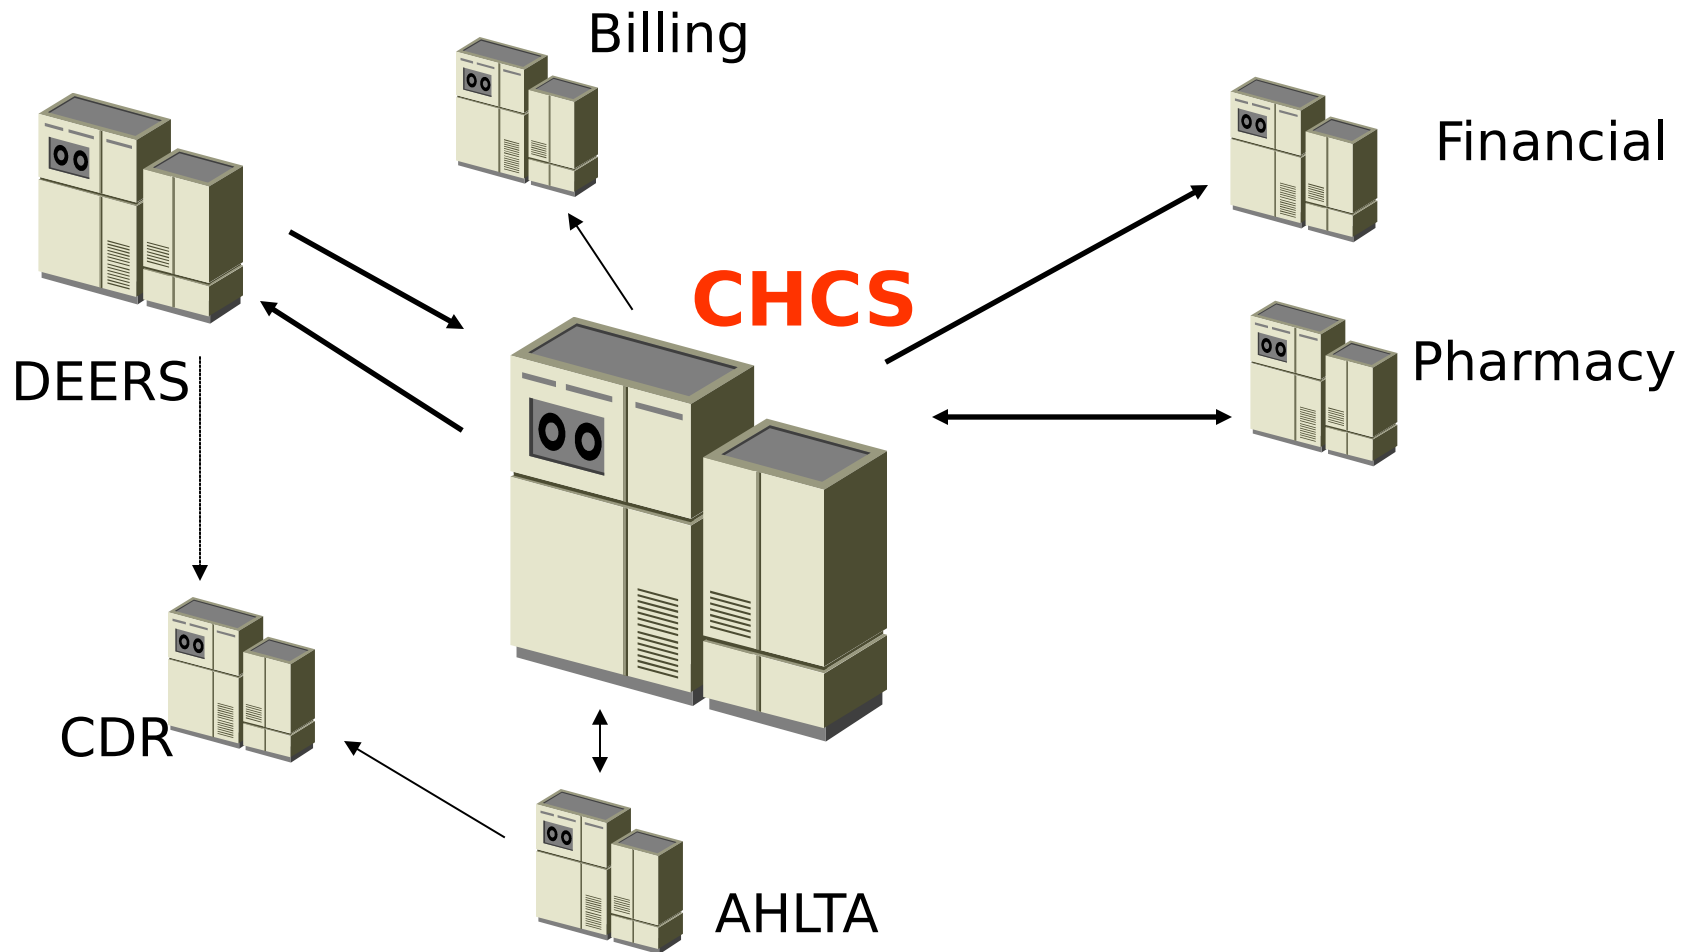 Billing
Financial
CHCS
Pharmacy
DEERS
CDR
AHLTA